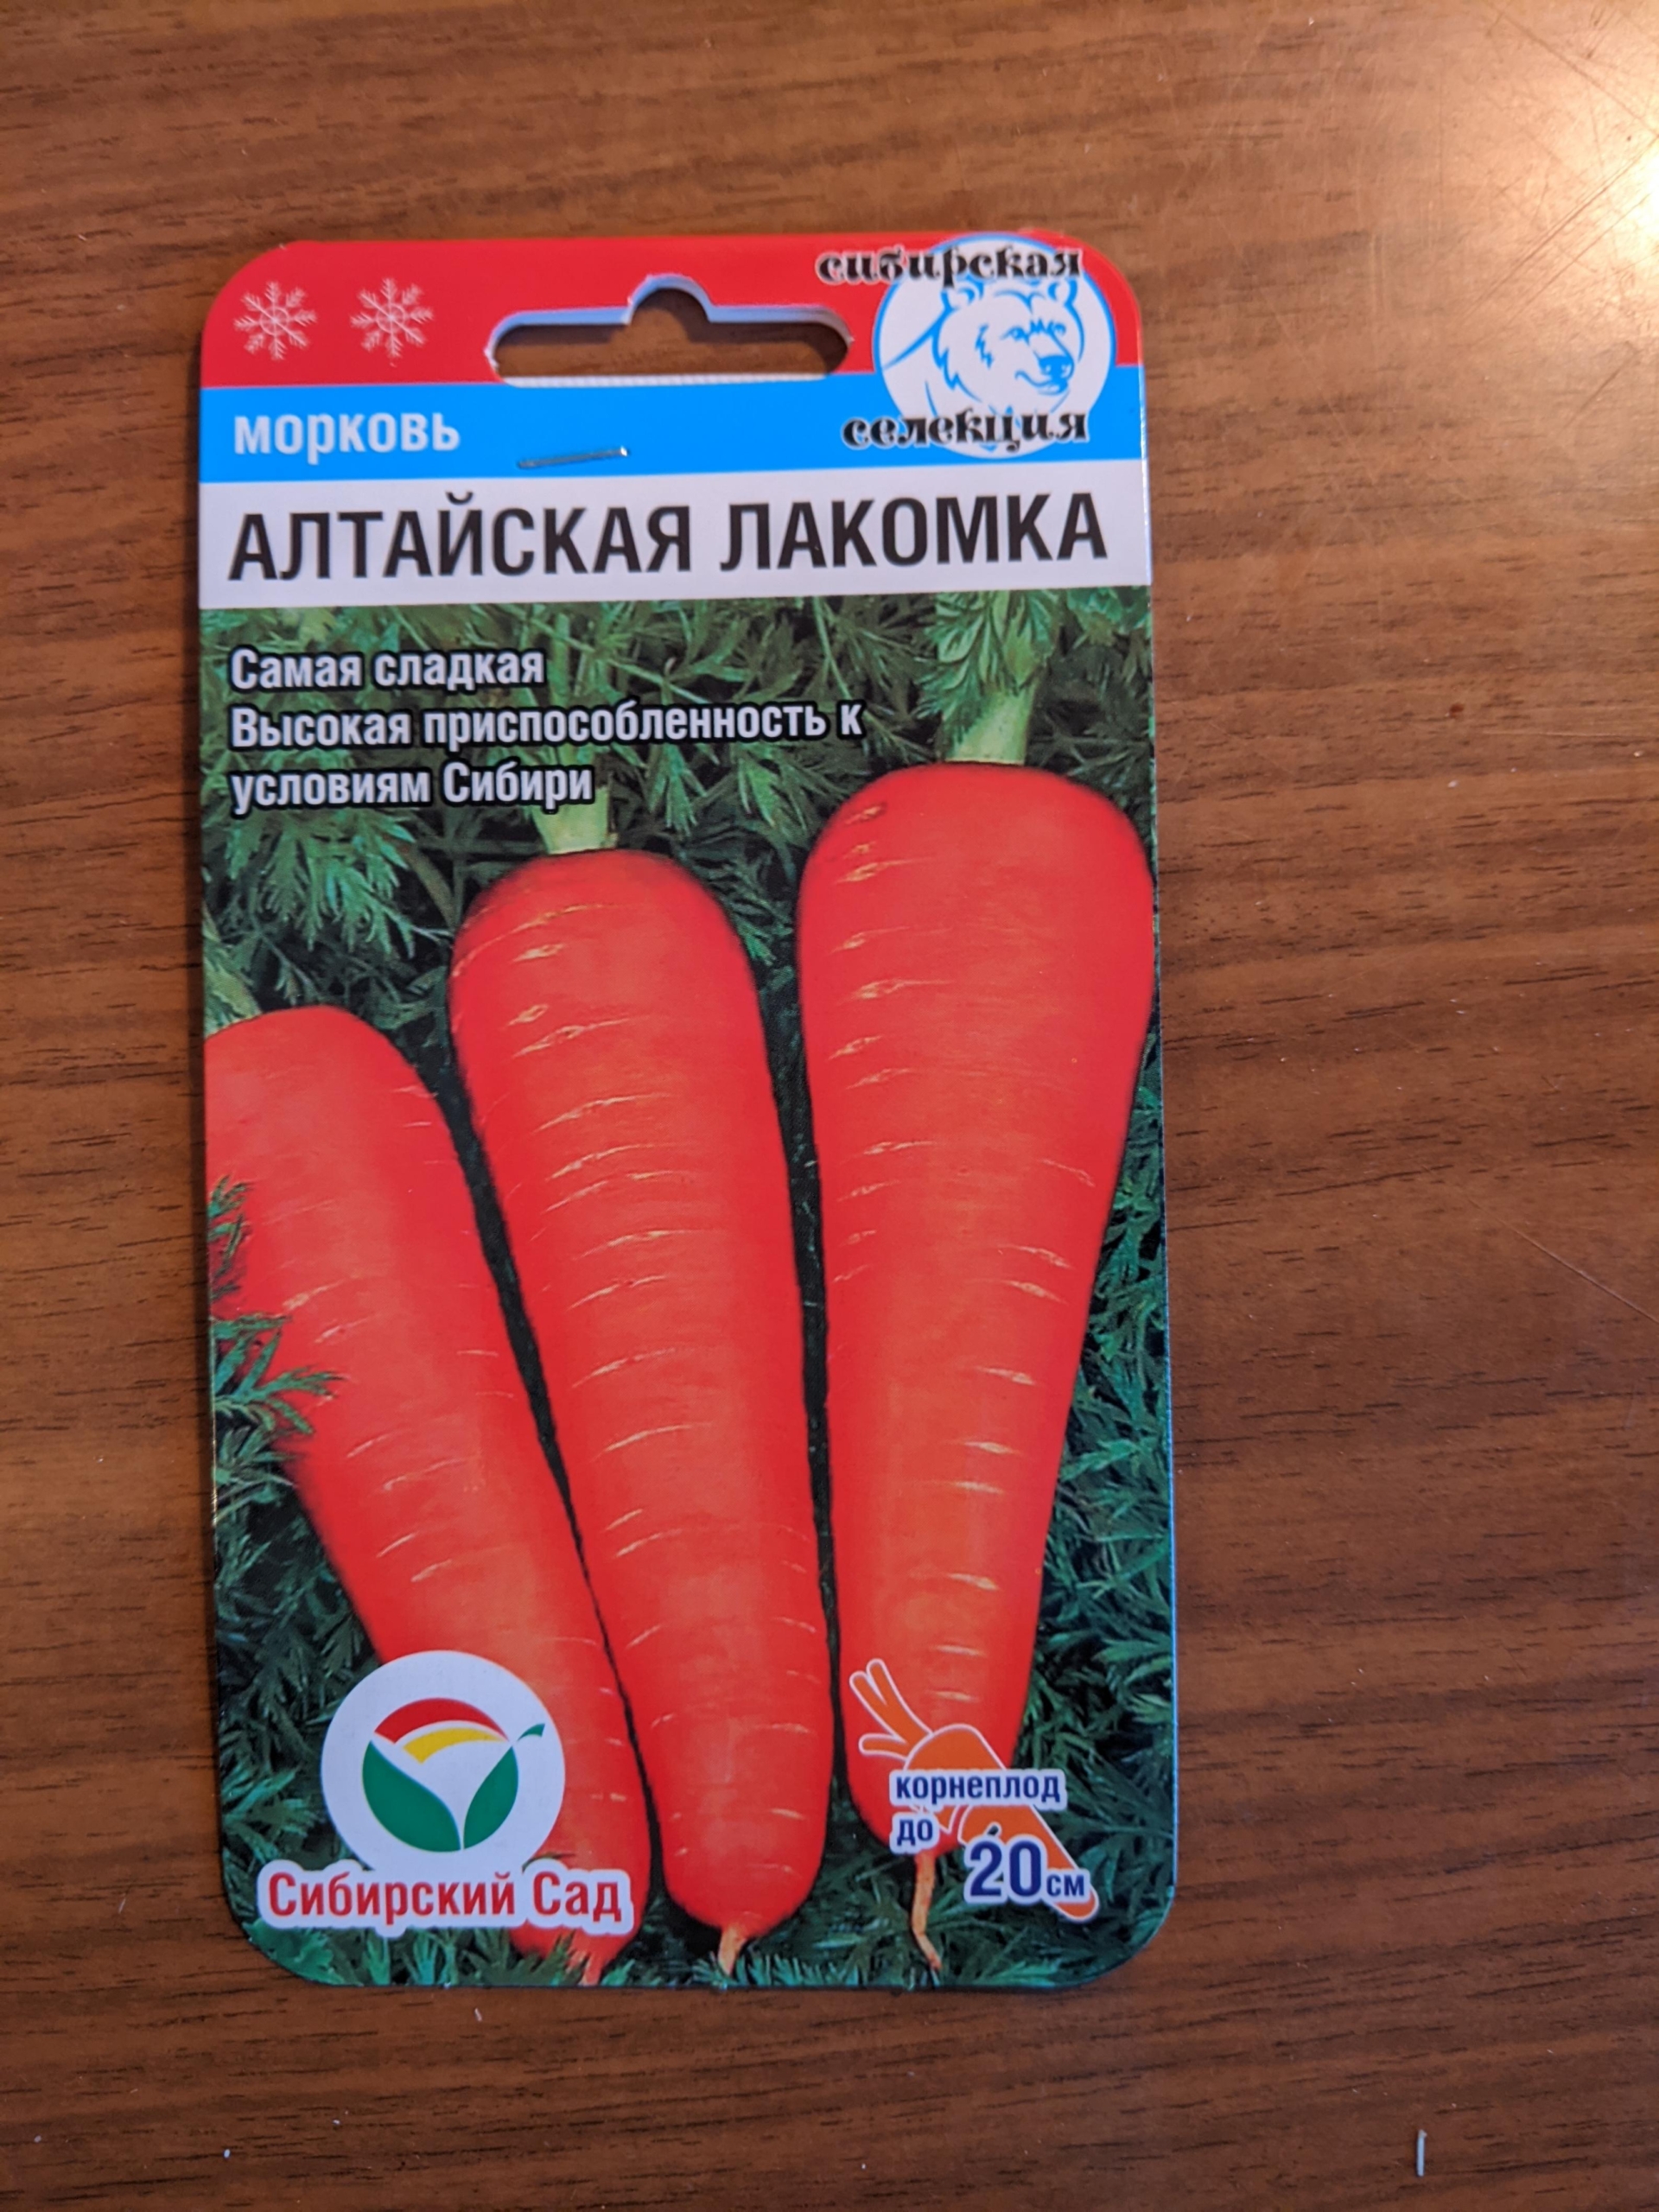 сибирская
селекция
морковь
АЛТАЙСКАЯ ЛАКОМКА
Самая сладкая
Высокая приспособленность к
условиям Сибири
корнеплод
до
20см
Сибирский Сад